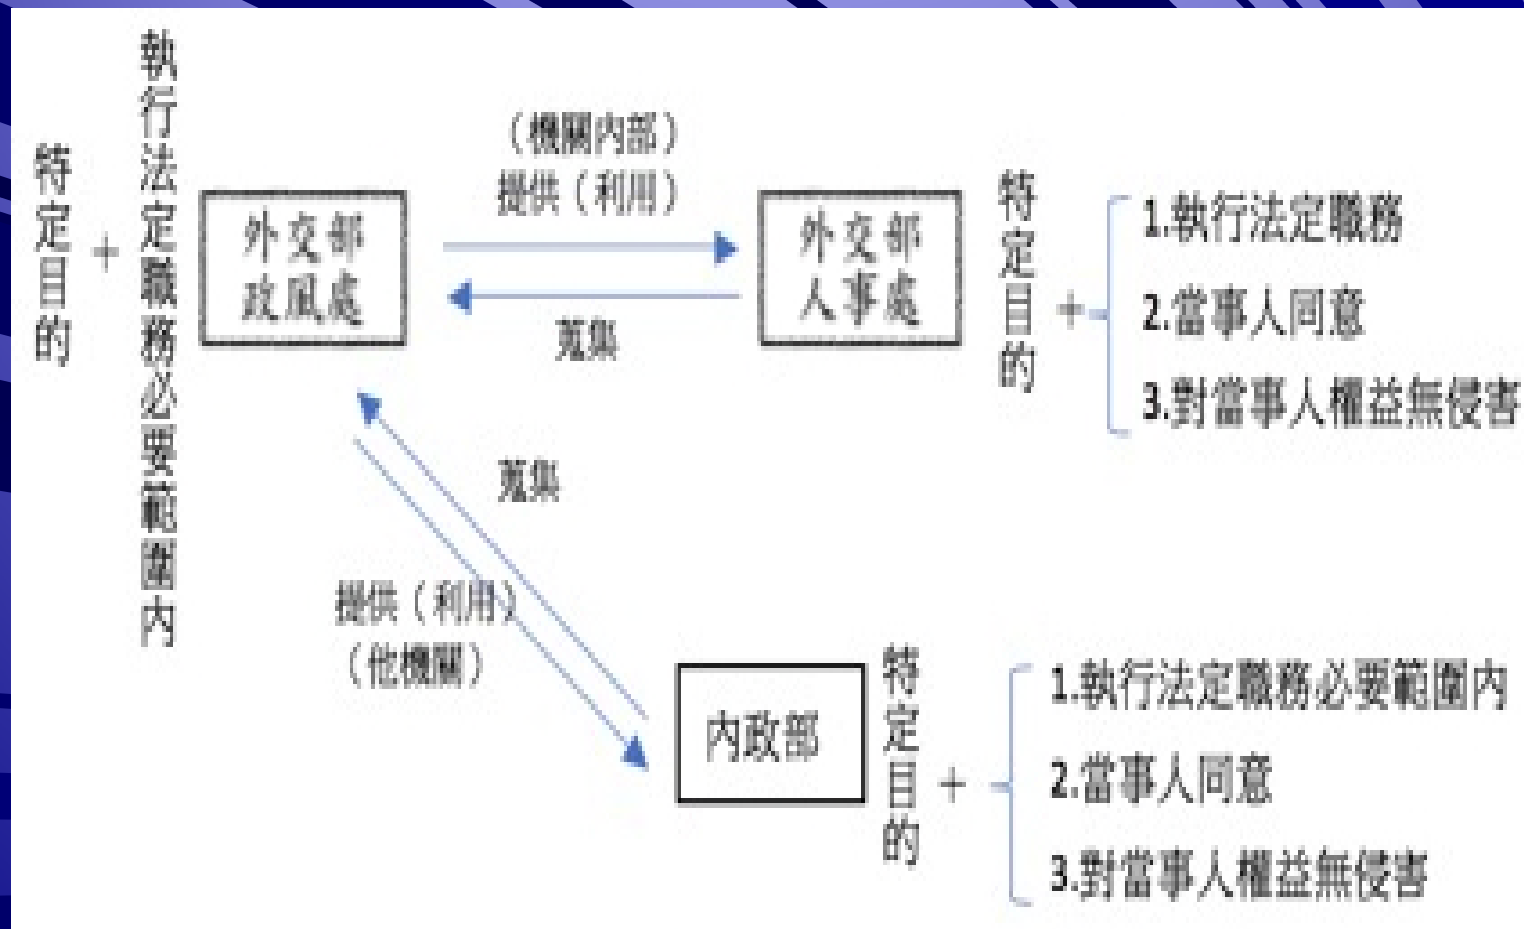 特定目的
+
執行法定職務必要範圍內
外交部
政風處
（機關內部）
提供（利用）
蒐集
外交部
人事處
特定目的
+
1.執行法定職務
2.當事人同意
3.對當事人權益無侵害
蒐集
提供（利用）
（他機關）
內政部
特定目的
+
1.執行法定職務必要範圍內
2.當事人同意
3.對當事人權益無侵害